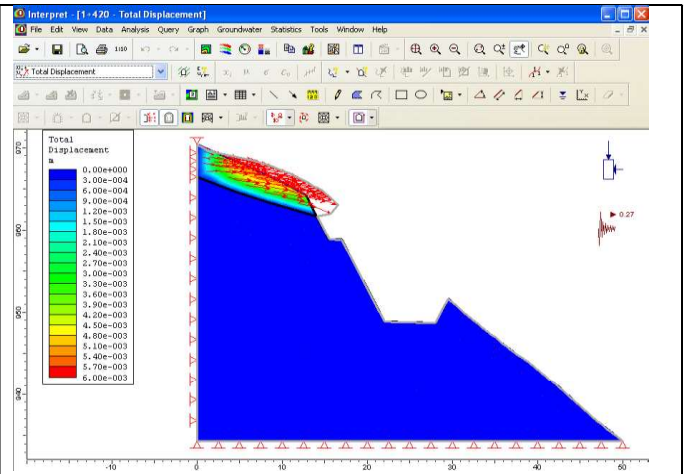 Interpret - [1+420 - Total Displacement]
File Edit View Data Analysis Query Graph Groundwater Statistics Tools Window Help
Total Displacement
Total
Displacement
m
0.00e+000
3.00e-004
6.00e-004
9.00e-004
1.20e-003
1.50e-003
1.80e-003
2.10e-003
2.40e-003
2.70e-003
3.00e-003
3.30e-003
3.60e-003
3.90e-003
4.20e-003
4.50e-003
4.80e-003
5.10e-003
5.40e-003
5.70e-003
6.00e-003
0.27
970
960
950
940
-10 0 10 20 30 40 50